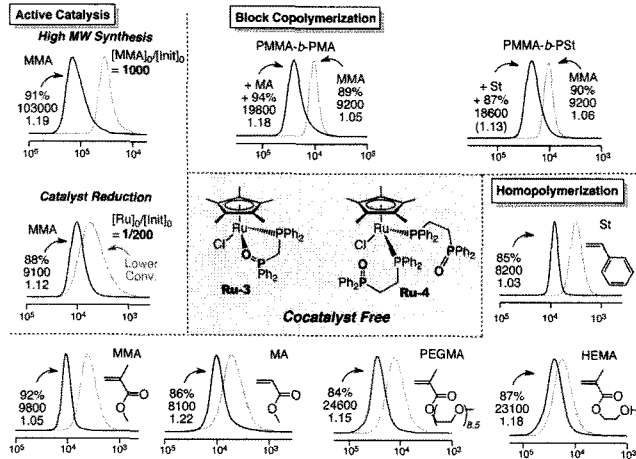 Active Catalysis
High MW Synthesis
MMA
[MMA]₀/[Init]₀
= 1000
91%
103000
1.19
10⁶
10⁵
10⁴
Catalyst Reduction
MMA
[Ru]₀/[Init]₀
= 1/200
88%
9100
1.12
Lower
Conv.
10⁵
10⁴
10³
Block Copolymerization
PMMA-b-PMA
+ MA
+ 94%
19800
1.18
MMA
89%
9200
1.05
10⁵
10⁴
10³
PMMA-b-PSt
+ St
+ 87%
18600
(1.13)
MMA
90%
9200
1.06
10⁵
10⁴
10³
Ru
Cl
PPh₂
O
P
Ph₂
Ru-3
Ru
Cl
PPh₂
PPh₂
O
PPh₂
O
Ph₂P
Ru-4
Cocatalyst Free
Homopolymerization
St
85%
8200
1.03
10⁵
10⁴
10³
MMA
92%
9800
1.05
O
O
10⁵
10⁴
10³
MA
86%
8100
1.22
O
O
10⁵
10⁴
10³
PEGMA
84%
24600
1.15
O
O
O
8.5
10⁵
10⁴
10³
HEMA
87%
23100
1.18
O
O
OH
10⁵
10⁴
10³